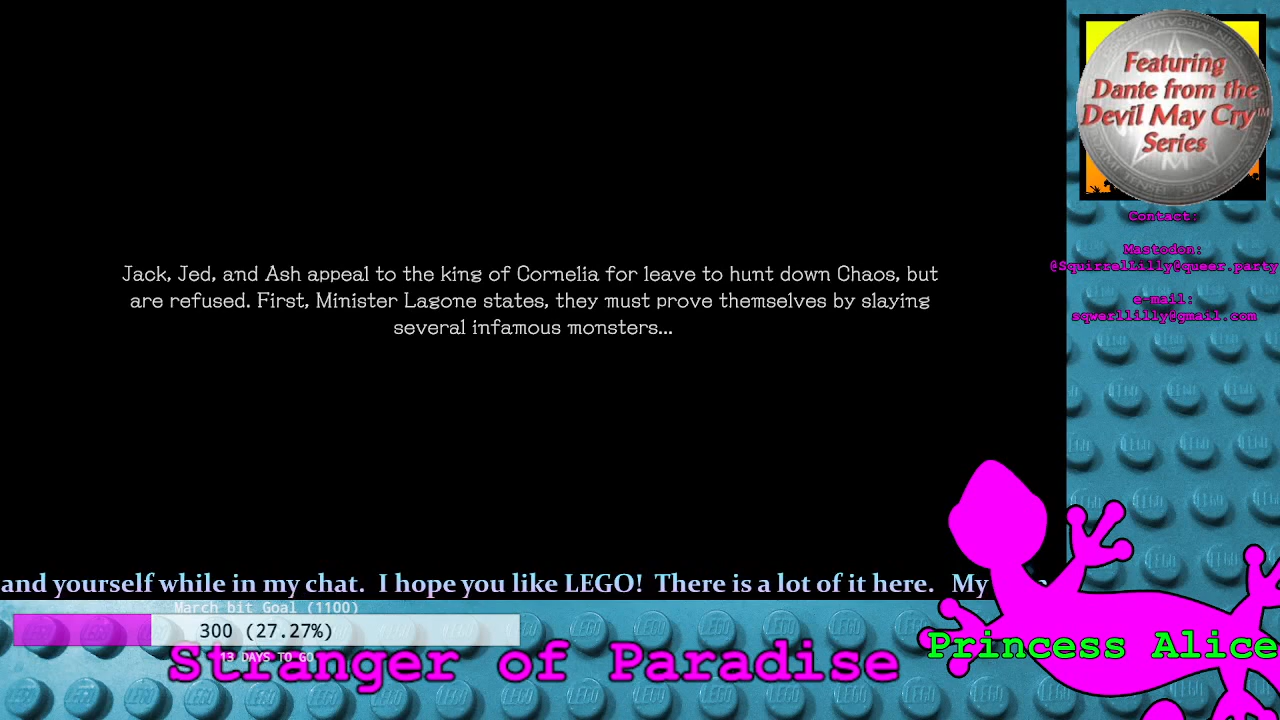 Featuring
Dante from the
Devil May Cry™
Series
Contact:
Mastodon:
@SquirrelLilly@queer.party
e-mail:
sqwerllilly@gmail.com
Jack, Jed, and Ash appeal to the king of Cornelia for leave to hunt down Chaos, but
are refused. First, Minister Lagone states, they must prove themselves by slaying
several infamous monsters...
and yourself while in my chat. I hope you like LEGO! There is a lot of it here. My
March bit Goal (1100)
300 (27.27%)
13 DAYS TO GO
Stranger of Paradise
Princess Alice